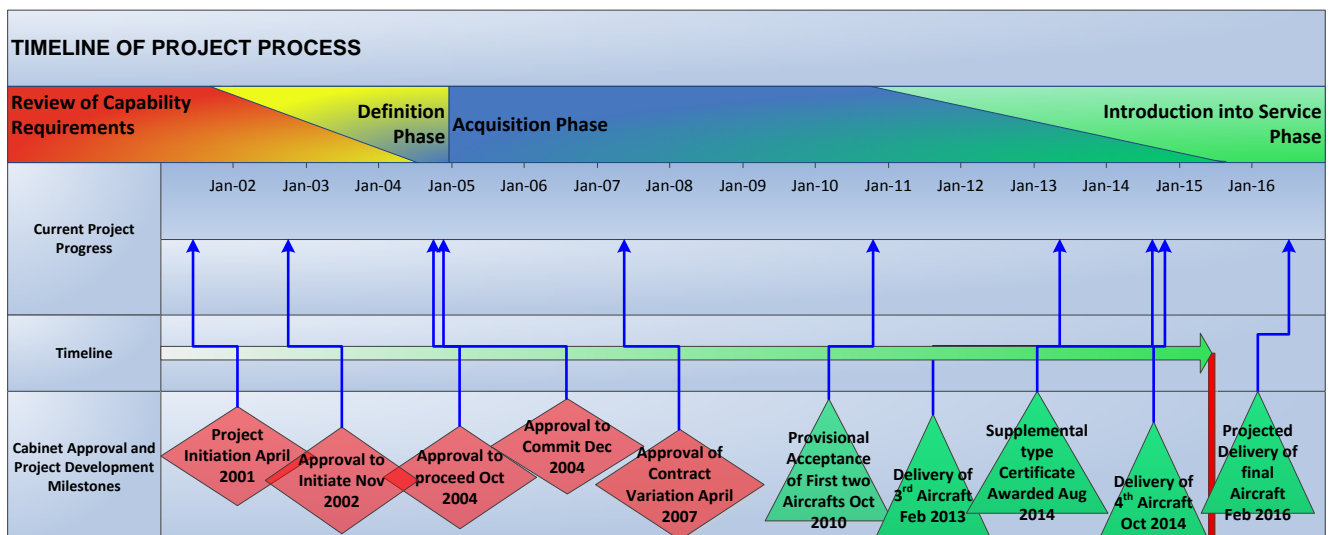 TIMELINE OF PROJECT PROCESS
Review of Capability
Requirements
Definition
Phase
Acquisition Phase
Introduction into Service
Phase
Jan-02 Jan-03 Jan-04 Jan-05 Jan-06 Jan-07 Jan-08 Jan-09 Jan-10 Jan-11 Jan-12 Jan-13 Jan-14 Jan-15 Jan-16
Current Project
Progress
Timeline
Cabinet Approval and
Project Development
Milestones
Project
Initiation April
2001
Approval to
Initiate Nov
2002
Approval to
proceed Oct
2004
Approval to
Commit Dec
2004
Approval of
Contract
Variation April
2007
Provisional
Acceptance
of First two
Aircrafts Oct
2010
Delivery of
3rd Aircraft
Feb 2013
Supplemental
type
Certificate
Awarded Aug
2014
Delivery of
4th Aircraft
Oct 2014
Projected
Delivery of
final
Aircraft
Feb 2016